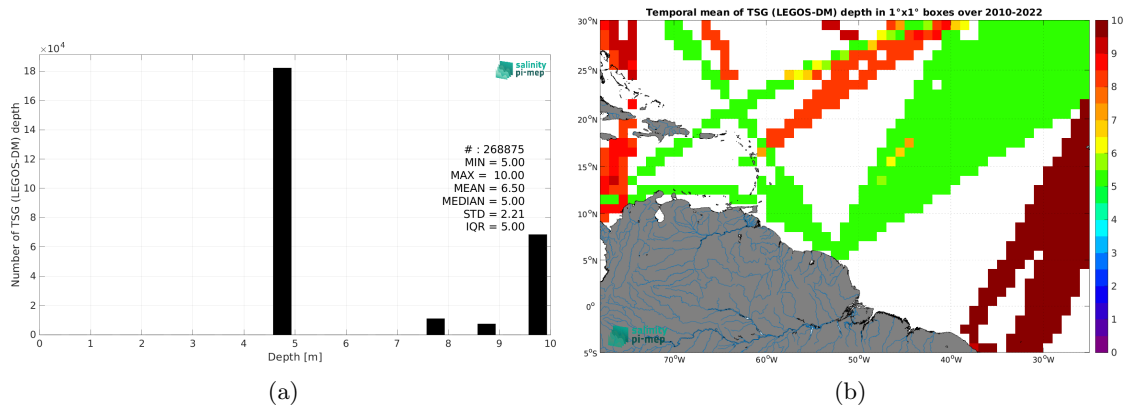 ×10⁴
18
16
14
12
10
8
6
4
2
0
Number of TSG (LEGOS-DM) depth
salinity
pi-mep
# : 268875
MIN = 5.00
MAX = 10.00
MEAN = 6.50
MEDIAN = 5.00
STD = 2.21
IQR = 5.00
0 1 2 3 4 5 6 7 8 9 10
Depth [m]
(a)
Temporal mean of TSG (LEGOS-DM) depth in 1°x1° boxes over 2010-2022
30°N
25°N
20°N
15°N
10°N
5°N
0°
5°S
70°W 60°W 50°W 40°W 30°W
salinity
pi-mep
10
9
8
7
6
5
4
3
2
1
0
(b)